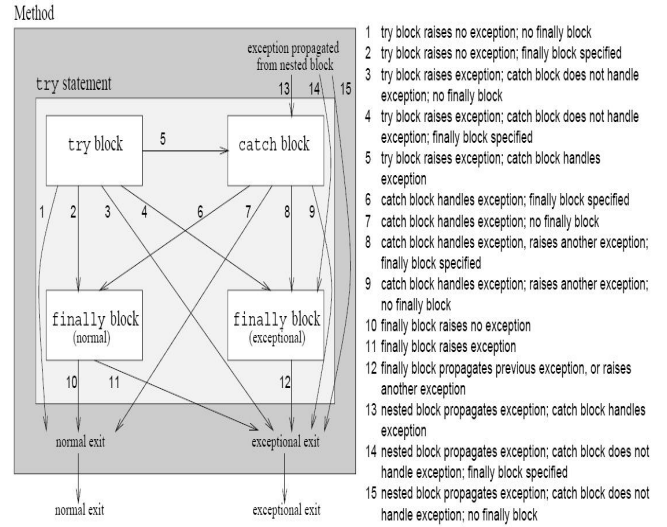 Method
exception propagated
from nested block
try statement
13
14
15
try block
5
catch block
1
2
3
4
6
7
8
9
finally block
(normal)
finally block
(exceptional)
10
11
12
normal exit
exceptional exit
normal exit
exceptional exit
1 try block raises no exception; no finally block
2 try block raises no exception; finally specified
3 try block raises exception; catch block does not handle
exception; no finally block
4 try block raises exception; catch block does not handle
exception; finally specified
5 try block raises exception; catch block handles
exception
6 catch block handles exception; finally block specified
7 catch block handles exception; no finally block
8 catch block handles exception, raises another exception;
finally block specified
9 catch block handles exception; raises another exception;
no finally block
10 finally block raises no exception
11 finally block raises exception
12 finally block propagates previous exception, or raises
another exception
13 nested block propagates exception; catch block handles
exception
14 nested block propagates exception; catch block does not
handle exception; finally block specified
15 nested block propagates exception; catch block does not
handle exception; no finally block